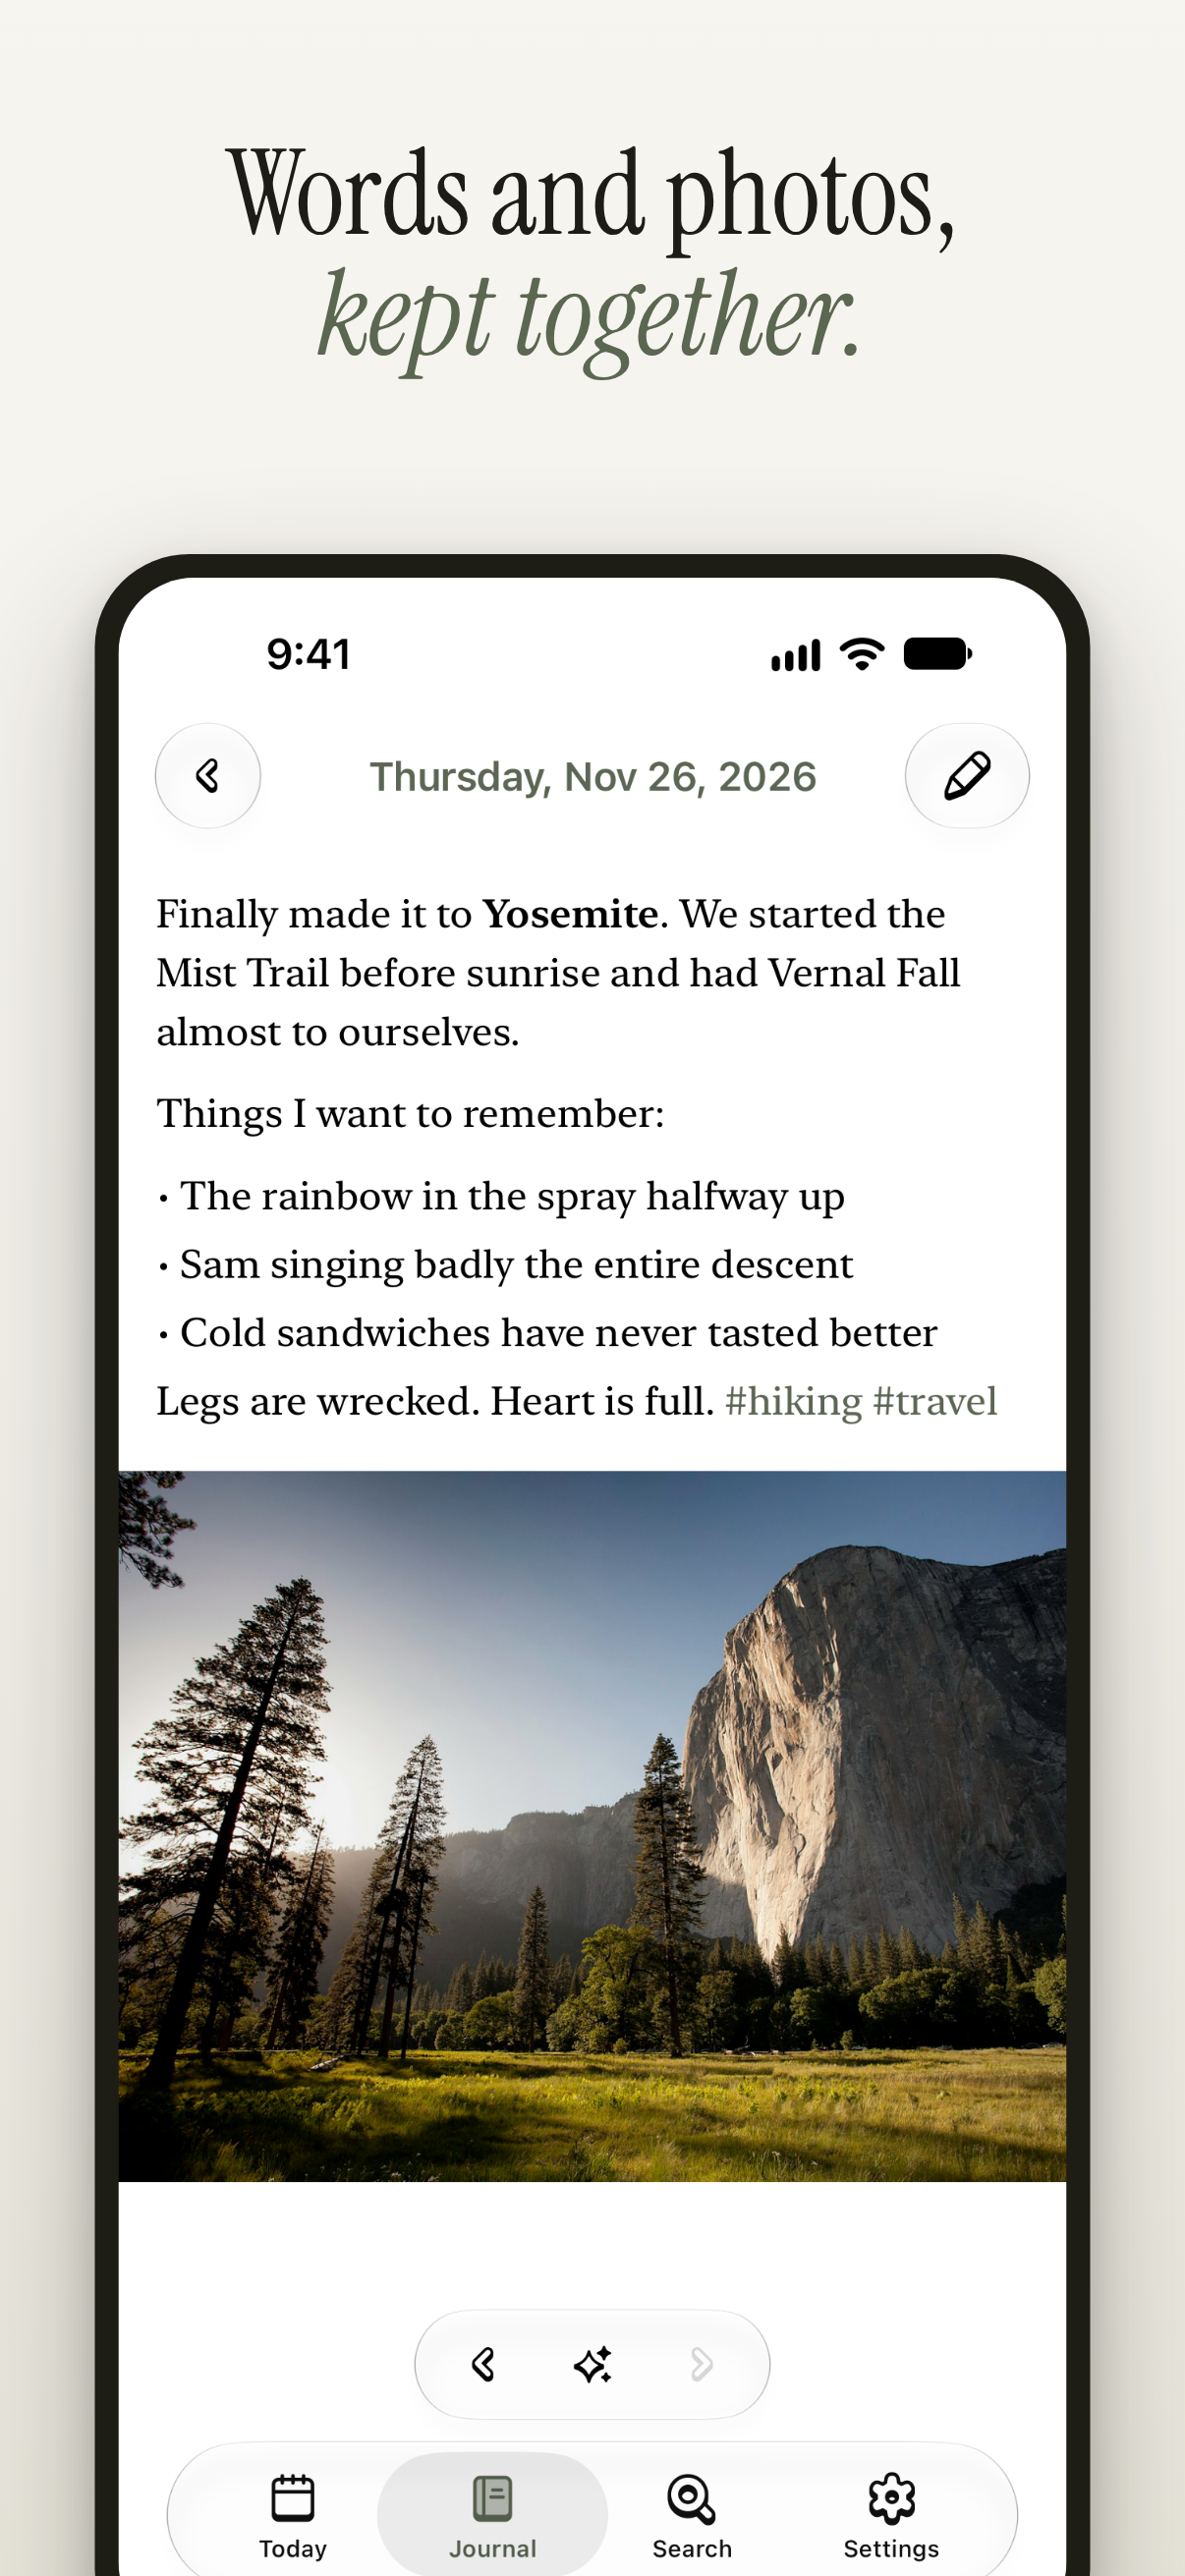 Words and photos,
kept together.
9:41
Thursday, Nov 26, 2026
Finally made it to Yosemite. We started the
Mist Trail before sunrise and had Vernal Fall
almost to ourselves.
Things I want to remember:
• The rainbow in the spray halfway up
• Sam singing badly the entire descent
• Cold sandwiches have never tasted better
Legs are wrecked. Heart is full. #hiking #travel
Today Journal Search Settings